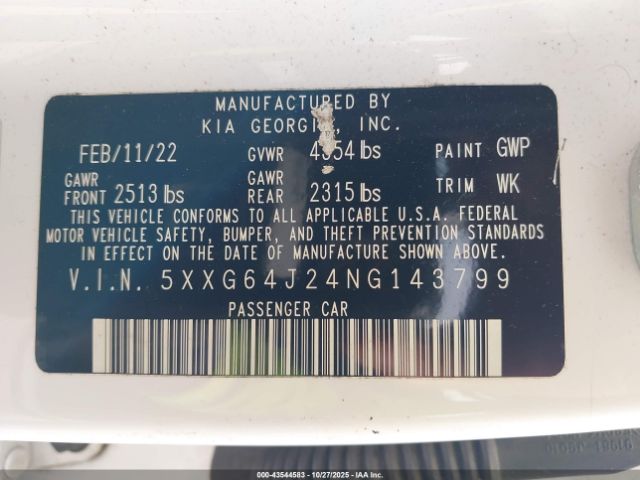 MANUFACTURED BY
KIA GEORGIA, INC.
FEB/11/22 GVWR 4354 lbs PAINT GWP
GAWR FRONT 2513 lbs GAWR REAR 2315 lbs TRIM WK
THIS VEHICLE CONFORMS TO ALL APPLICABLE U.S.A. FEDERAL
MOTOR VEHICLE SAFETY, BUMPER, AND THEFT PREVENTION STANDARDS
IN EFFECT ON THE DATE OF MANUFACTURE SHOWN ABOVE.
V.I.N. 5XXG64J24NG143799
PASSENGER CAR
000-43544583 | 10/27/2025 - IAA Inc.